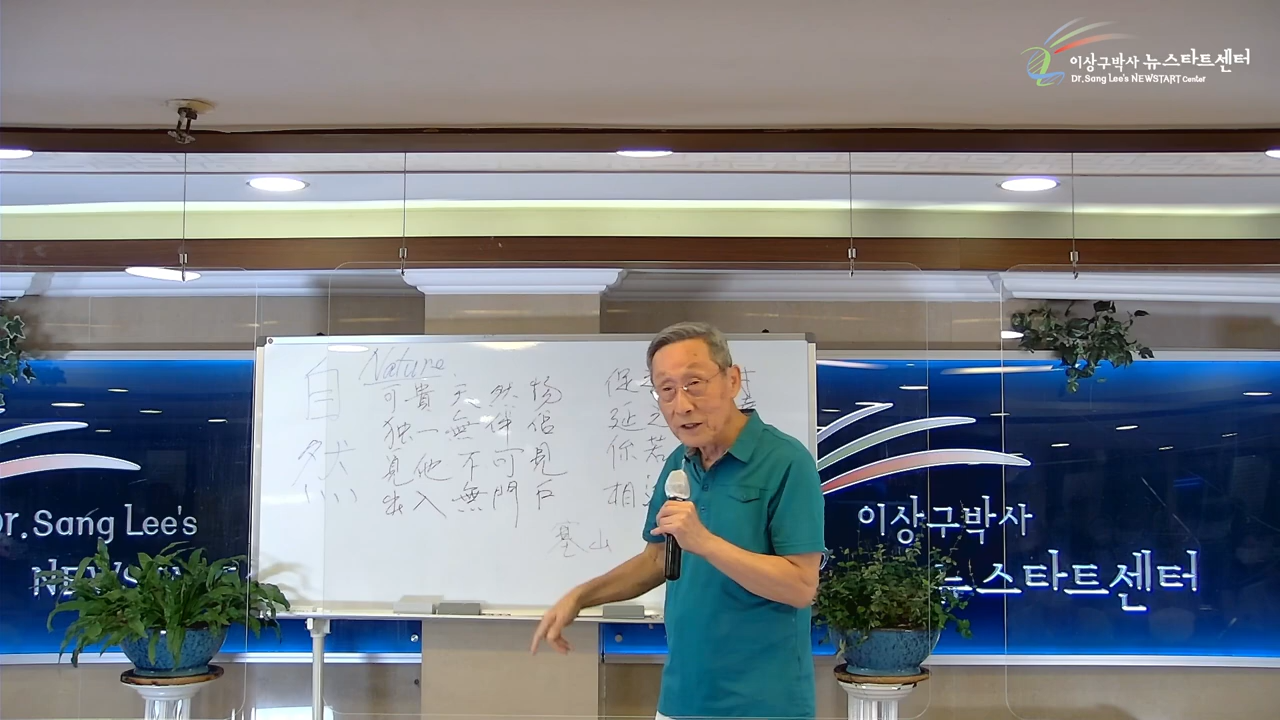 이상구박사 뉴스타트센터
Dr. Sang Lee's NEWSTART Center
自然
Nature
可貴天然物
独一無伴侶
覓他不可見
出入無門戸
促
延之
你若
相
山
Dr. Sang Lee's
이상구박사
뉴스타트센터